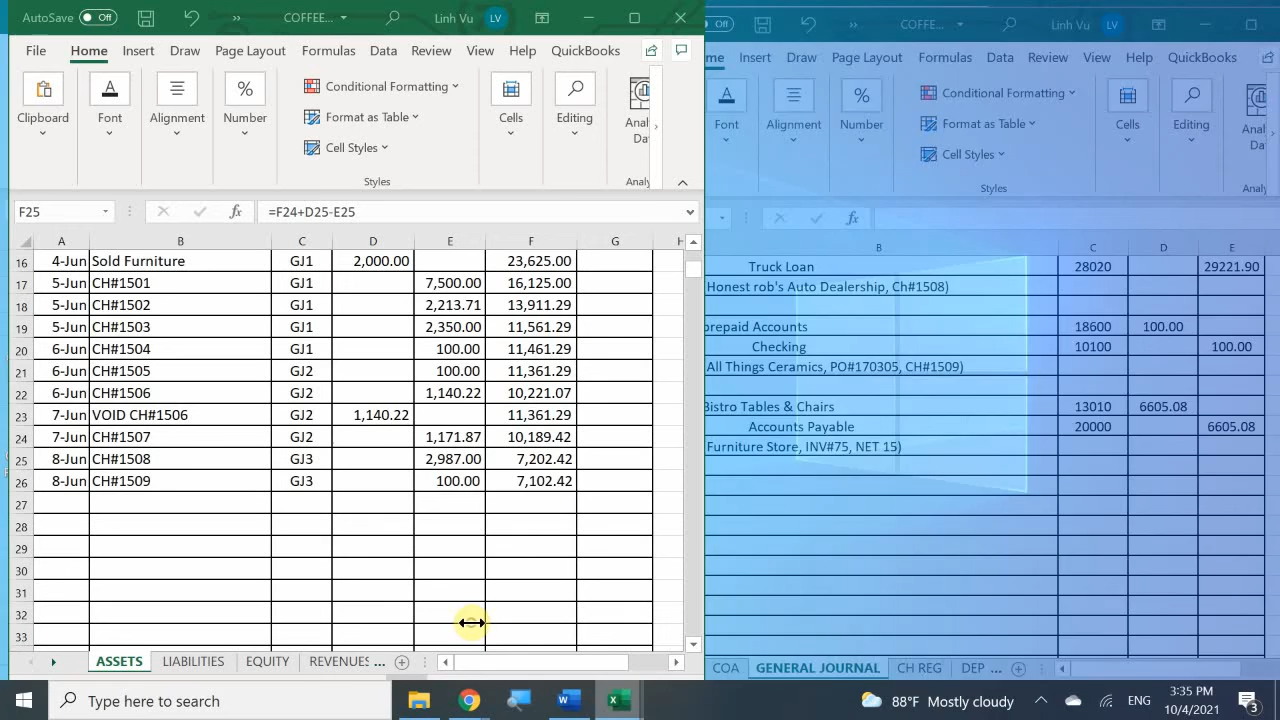 AutoSave Off COFFEE... Linh Vu LV
File Home Insert Draw Page Layout Formulas Data Review View Help QuickBooks
Clipboard Font Alignment % Number Conditional Formatting Format as Table Cell Styles Styles Cells Editing Anal Da Analy
F25 fx =F24+D25-E25
A B C D E F G H
16 4-Jun Sold Furniture GJ1 2,000.00 23,625.00
17 5-Jun CH#1501 GJ1 7,500.00 16,125.00
18 5-Jun CH#1502 GJ1 2,213.71 13,911.29
19 5-Jun CH#1503 GJ1 2,350.00 11,561.29
20 6-Jun CH#1504 GJ1 100.00 11,461.29
21 6-Jun CH#1505 GJ2 100.00 11,361.29
22 6-Jun CH#1506 GJ2 1,140.22 10,221.07
23 7-Jun VOID CH#1506 GJ2 1,140.22 11,361.29
24 7-Jun CH#1507 GJ2 1,171.87 10,189.42
25 8-Jun CH#1508 GJ3 2,987.00 7,202.42
26 8-Jun CH#1509 GJ3 100.00 7,102.42
27
28
29
30
31
32
33
ASSETS LIABILITIES EQUITY REVENUES ...
Off COFFE... Linh Vu LV
me Insert Draw Page Layout Formulas Data Review View Help QuickBooks
Font Alignment % Number Conditional Formatting Format as Table Cell Styles Styles Cells Editing Anal Da Analy
fx
B C D E
Truck Loan 28020 29221.90
Honest rob's Auto Dealership, Ch#1508)
prepaid Accounts 18600 100.00
Checking 10100 100.00
All Things Ceramics, PO#170305, CH#1509)
Bistro Tables & Chairs 13010 6605.08
Accounts Payable 20000 6605.08
Furniture Store, INV#75, NET 15)
COA GENERAL JOURNAL CH REG DEP ...
Type here to search 88°F Mostly cloudy ENG 3:35 PM 10/4/2021 3